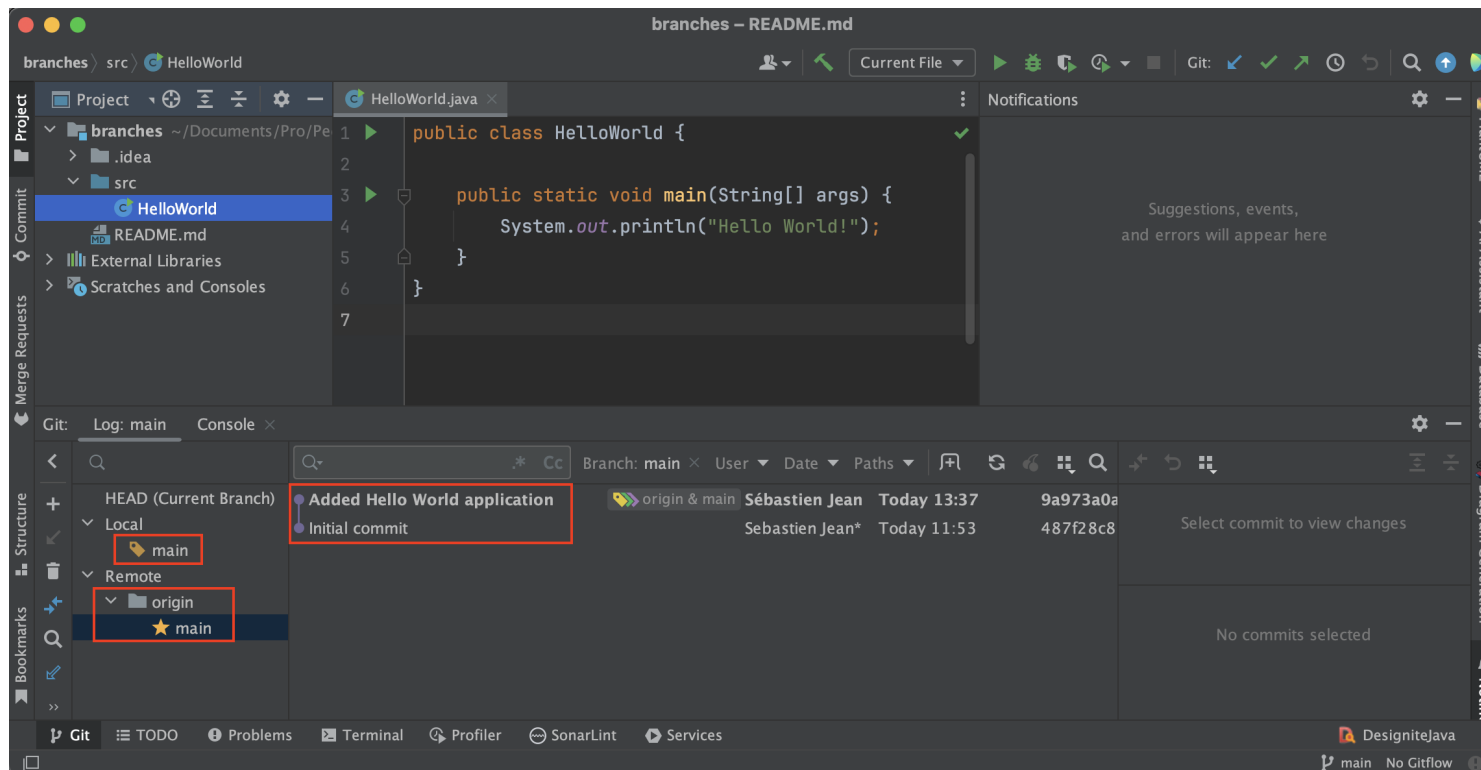 branches – README.md
branches src HelloWorld
Current File
Git:
Project
Project
HelloWorld.java
Notifications
branches ~/Documents/Pro/Pe
.idea
src
HelloWorld
README.md
MD
External Libraries
Scratches and Consoles
Commit
Merge Requests
1 public class HelloWorld {
2
3 public static void main(String[] args) {
4 System.out.println("Hello World!");
5 }
6 }
7
Suggestions, events,
and errors will appear here
Git: Log: main Console
.* Cc
Branch: main User Date Paths
HEAD (Current Branch)
Local
main
Remote
origin
main
Added Hello World application origin & main Sébastien Jean Today 13:37 9a973a0a
Initial commit Sebastien Jean* Today 11:53 487f28c8
Select commit to view changes
No commits selected
Structure
Bookmarks
Git TODO Problems Terminal Profiler SonarLint Services
DesigniteJava
main No Gitflow